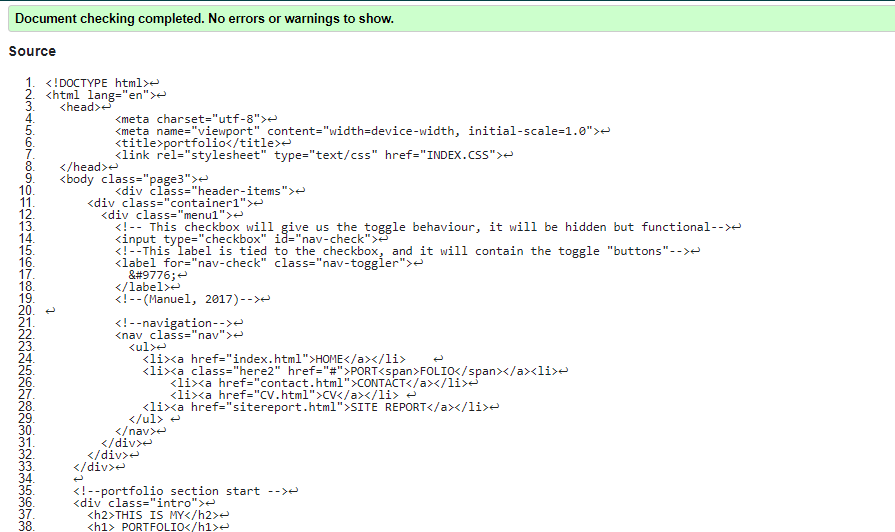 Document checking completed. No errors or warnings to show.
Source
1. <!DOCTYPE html>↩
2. <html lang="en">↩
3. <head>↩
4. <meta charset="utf-8">↩
5. <meta name="viewport" content="width=device-width, initial-scale=1.0">↩
6. <title>portfolio</title>↩
7. <link rel="stylesheet" type="text/css" href="INDEX.CSS">↩
8. </head>↩
9. <body class="page3">↩
10. <div class="header-items">↩
11. <div class="container1">↩
12. <div class="menu1">↩
13. <!-- This checkbox will give us the toggle behaviour, it will be hidden but functional-->↩
14. <input type="checkbox" id="nav-check">↩
15. <!--This label is tied to the checkbox, and it will contain the toggle "buttons"-->↩
16. <label for="nav-check" class="nav-toggler">↩
17. &#9776;↩
18. </label>↩
19. <!--(Manuel, 2017)-->↩
20. ↩
21. <!--navigation-->↩
22. <nav class="nav">↩
23. <ul>↩
24. <li><a href="index.html">HOME</a></li> ↩
25. <li><a class="here2" href="#">PORT<span>FOLIO</span></a><li>↩
26. <li><a href="contact.html">CONTACT</a></li>↩
27. <li><a href="CV.html">CV</a></li> ↩
28. <li><a href="sitereport.html">SITE REPORT</a></li>↩
29. </ul> ↩
30. </nav>↩
31. </div>↩
32. </div>↩
33. </div>↩
34. ↩
35. <!--portfolio section start -->↩
36. <div class="intro">↩
37. <h2>THIS IS MY</h2>↩
38. <h1> PORTFOLIO</h1>↩